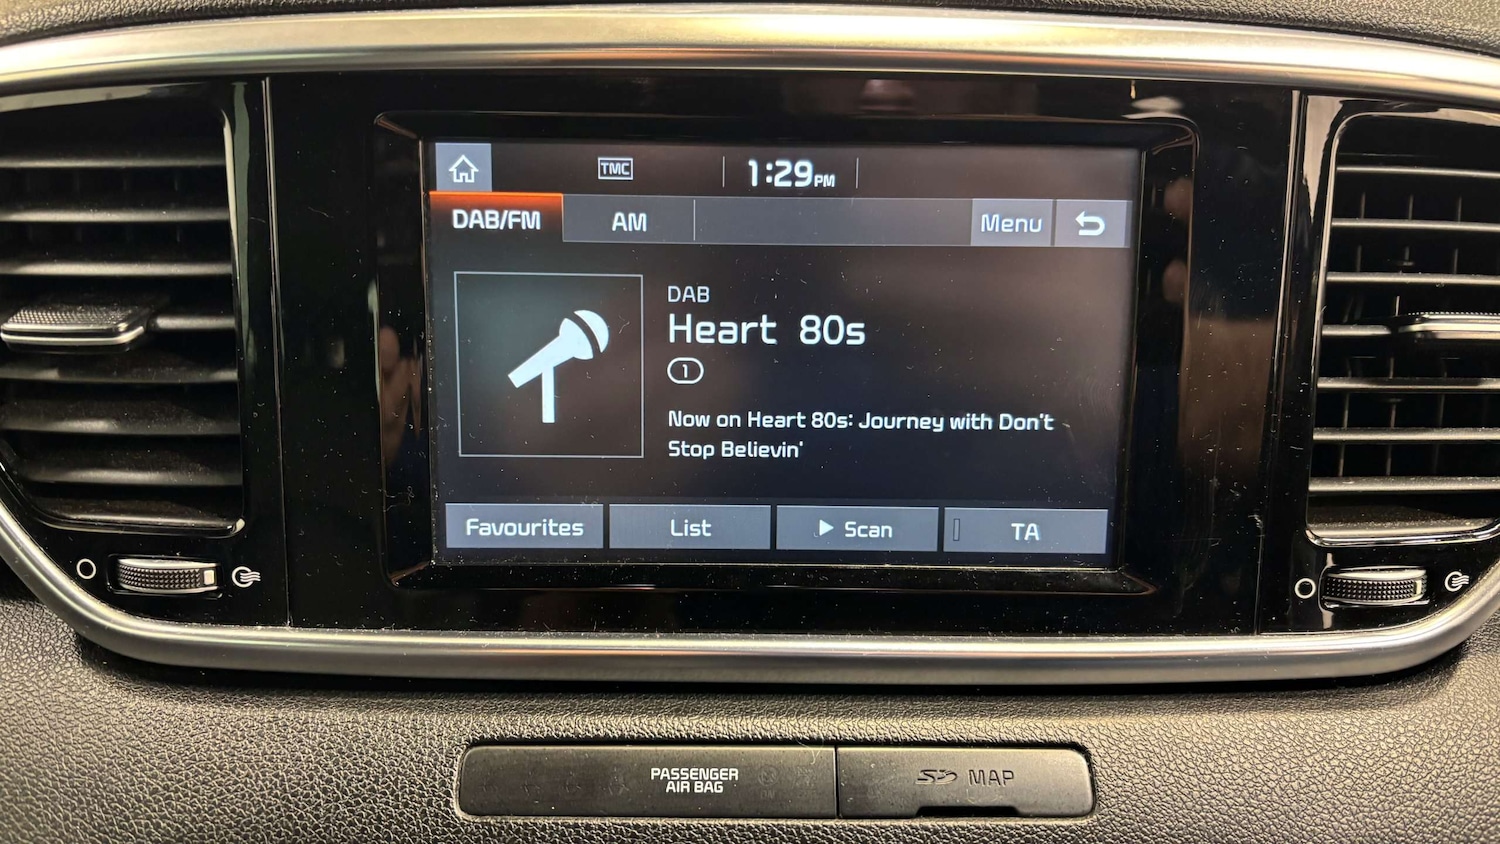 TMC
1:29PM
DAB/FM
AM
Menu
DAB
Heart 80s
1
Now on Heart 80s: Journey with Don't
Stop Believin'
Favourites
List
Scan
TA
PASSENGER
AIR BAG
SD MAP